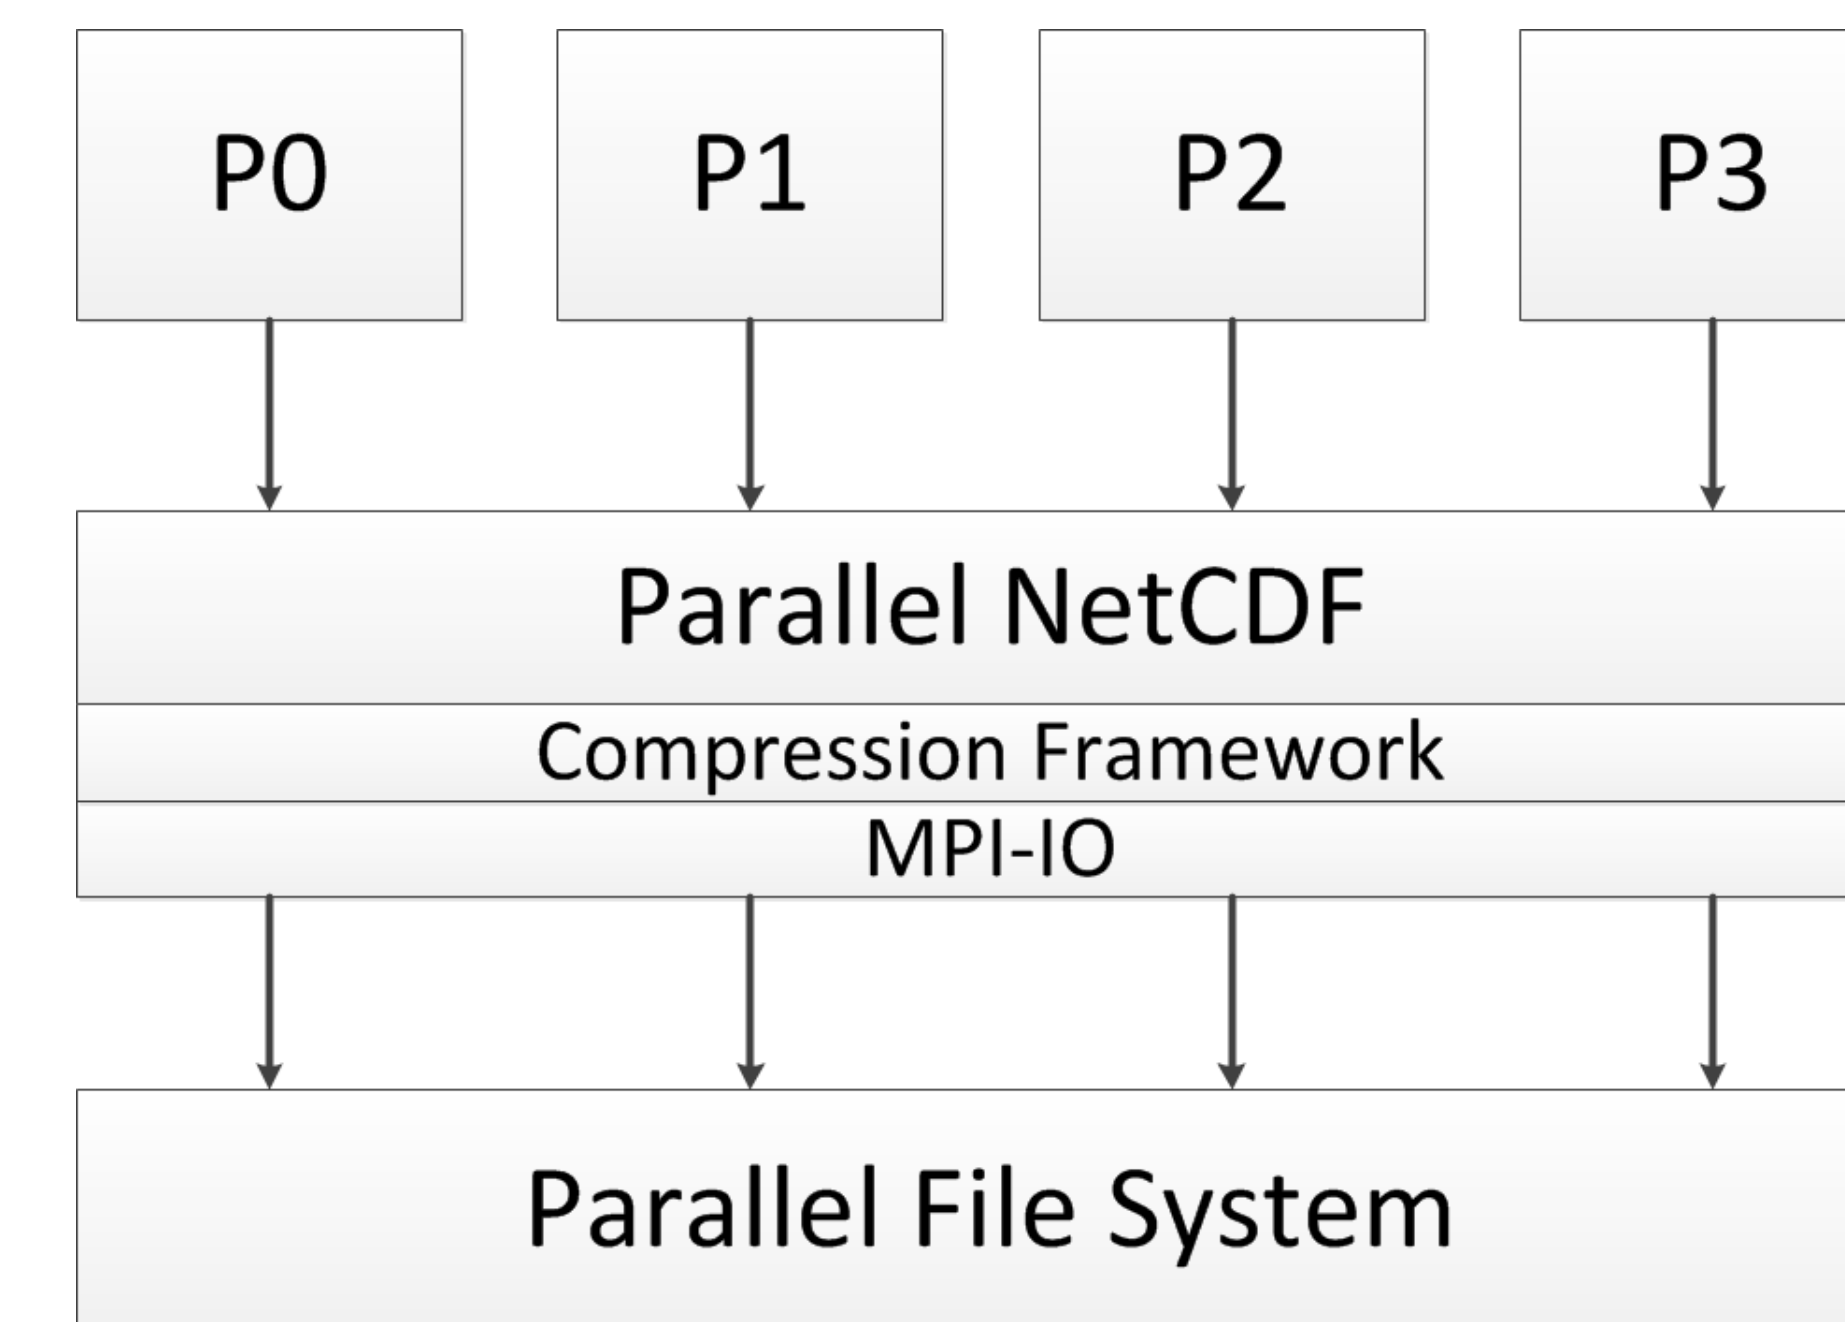 P0 P1 P2 P3
Parallel NetCDF
Compression Framework
MPI-IO
Parallel File System